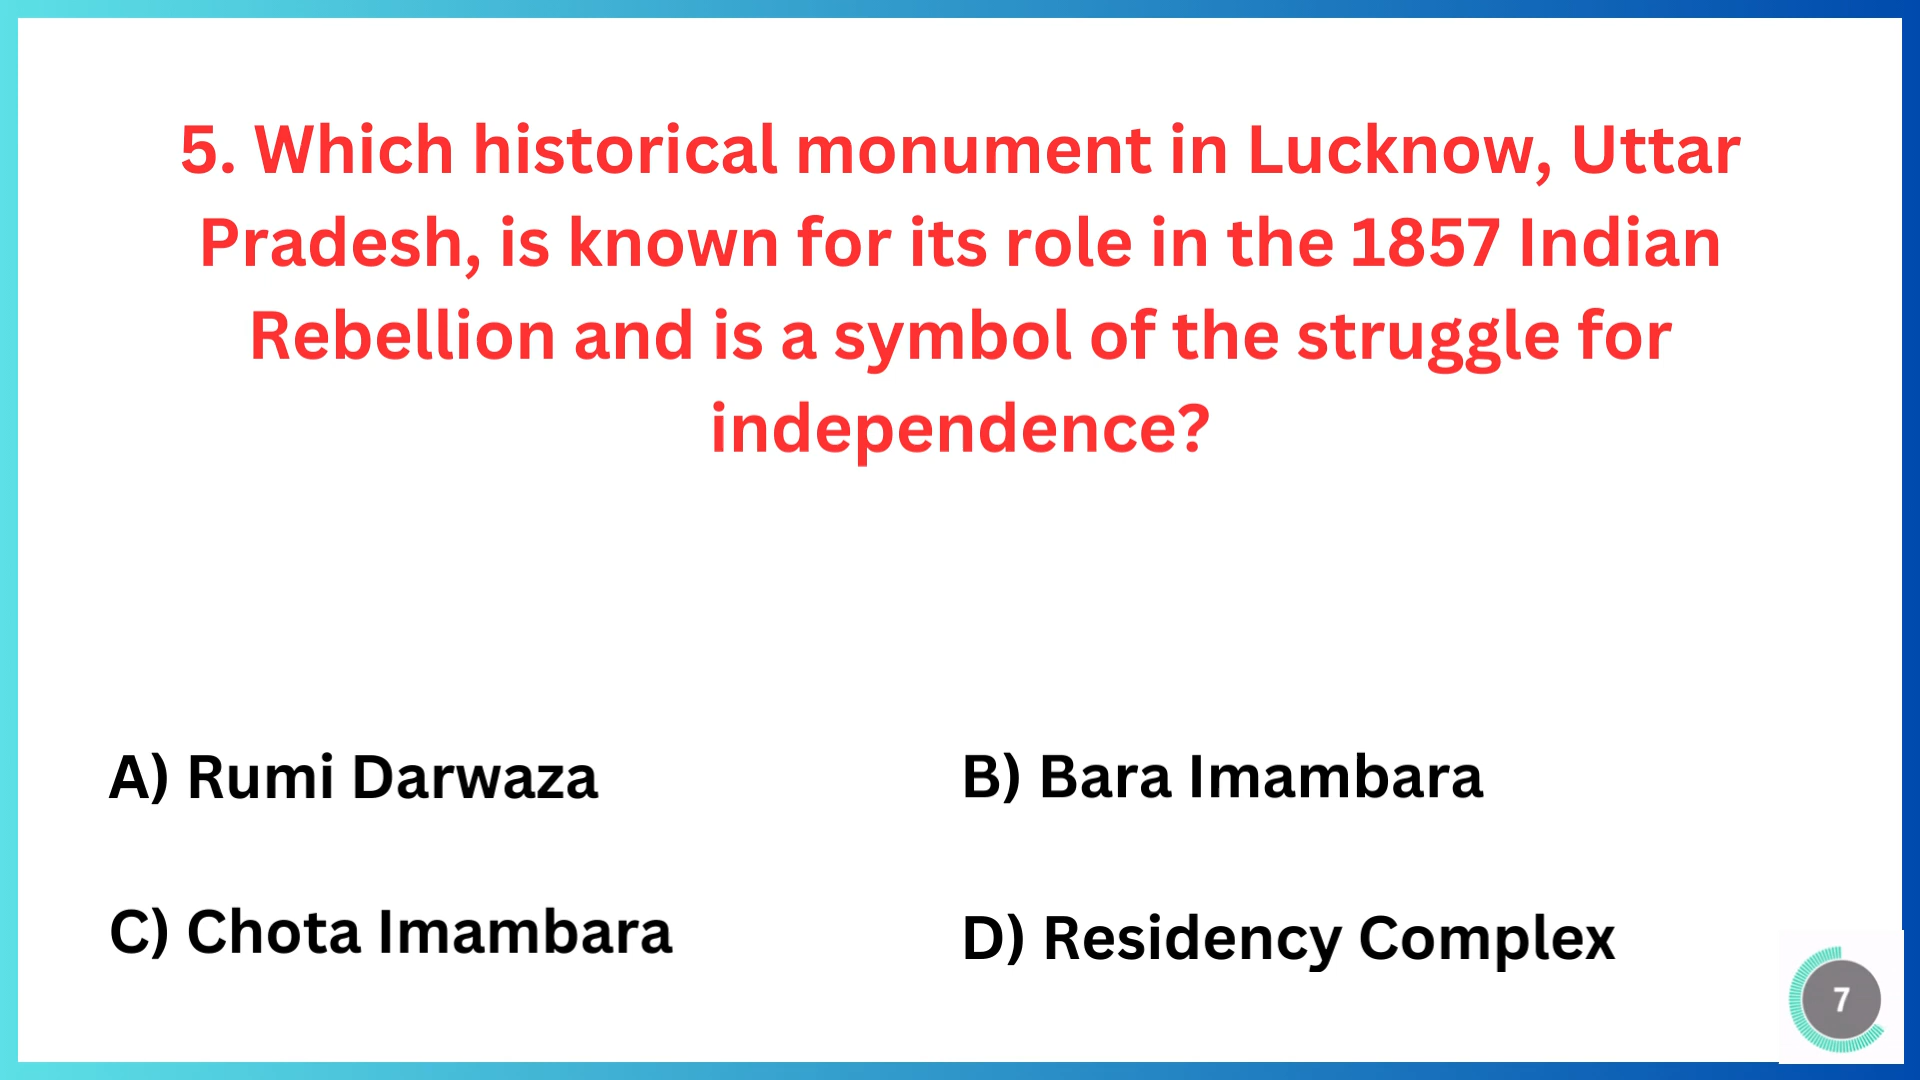 5. Which historical monument in Lucknow, Uttar
Pradesh, is known for its role in the 1857 Indian
Rebellion and is a symbol of the struggle for
independence?
A) Rumi Darwaza
B) Bara Imambara
C) Chota Imambara
D) Residency Complex
7